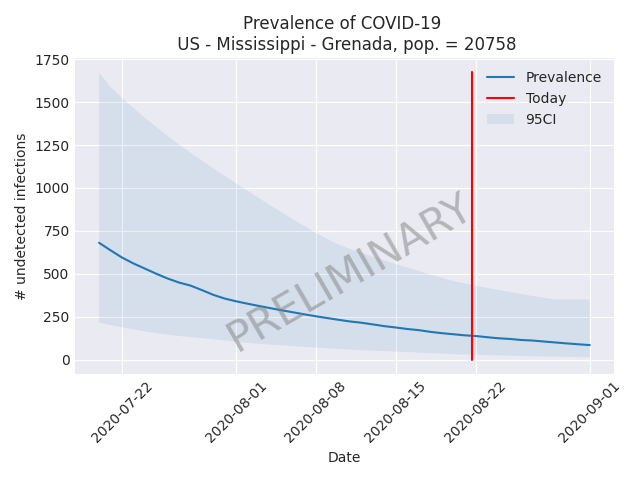 Prevalence of COVID-19
US - Mississippi - Grenada, pop. = 20758
# undetected infections
1750
1500
1250
1000
750
500
250
0
Prevalence
Today
95CI
PRELIMINARY
2020-07-22
2020-08-01
2020-08-08
2020-08-15
2020-08-22
2020-09-01
Date